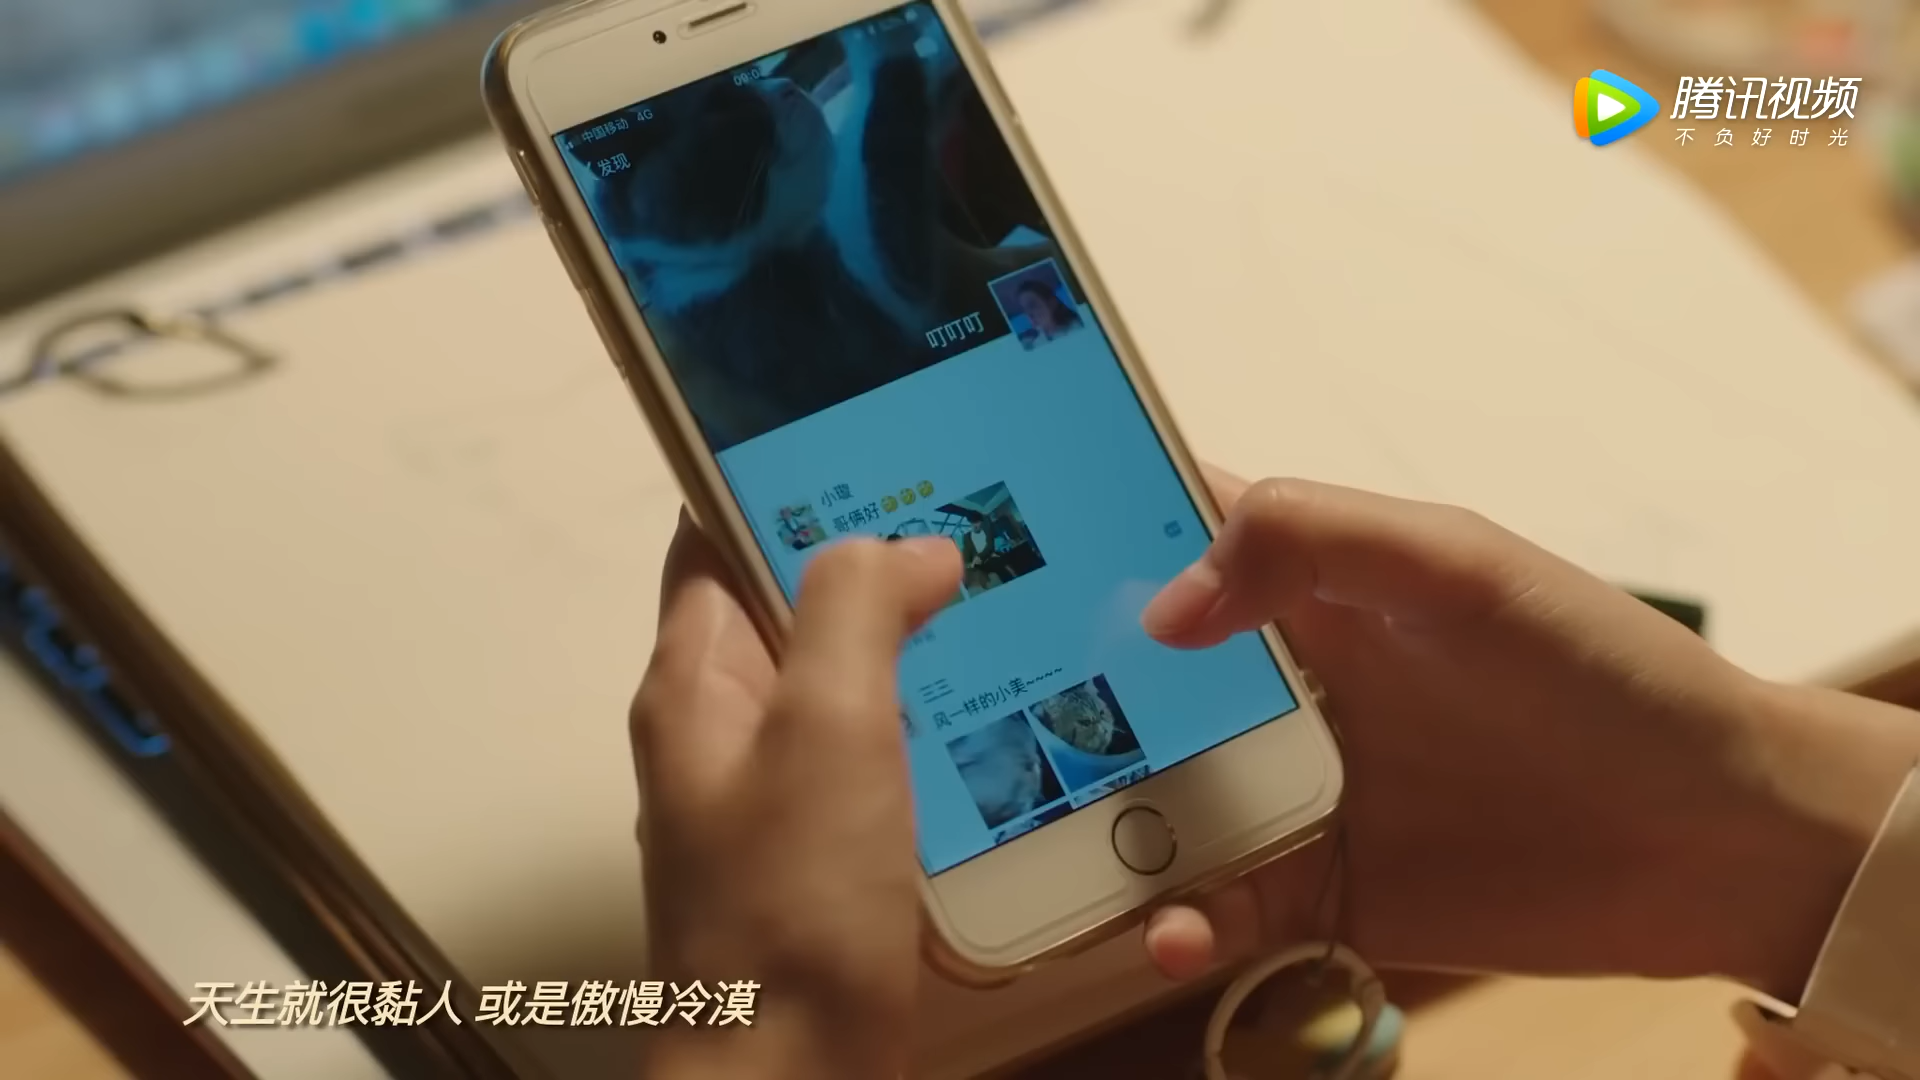 腾讯视频
不负好时光
中国移动 4G
发现
叮叮叮
小璇
哥俩好
风一样的小美~~~~
天生就很黏人 或是傲慢冷漠